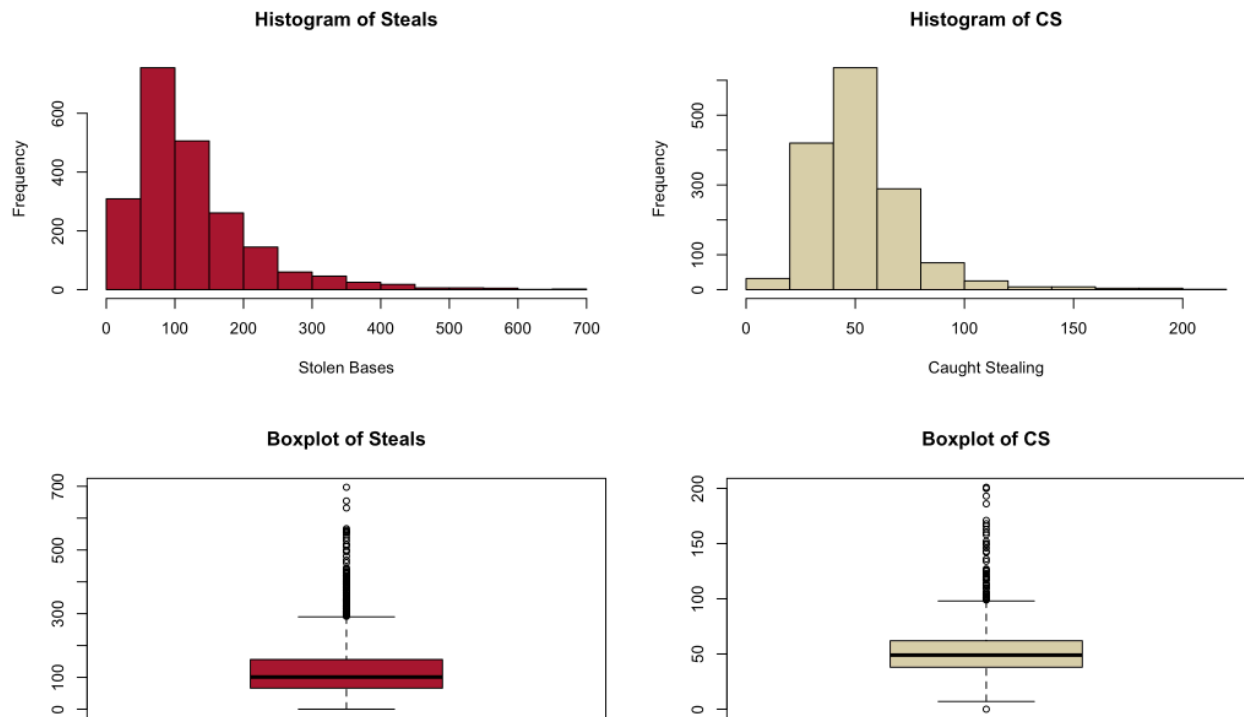 Histogram of Steals
Frequency
0 200 400 600
0 100 200 300 400 500 600 700
Stolen Bases
Histogram of CS
Frequency
0 100 300 500
0 50 100 150 200
Caught Stealing
Boxplot of Steals
0 100 300 500 700
Boxplot of CS
0 50 100 150 200